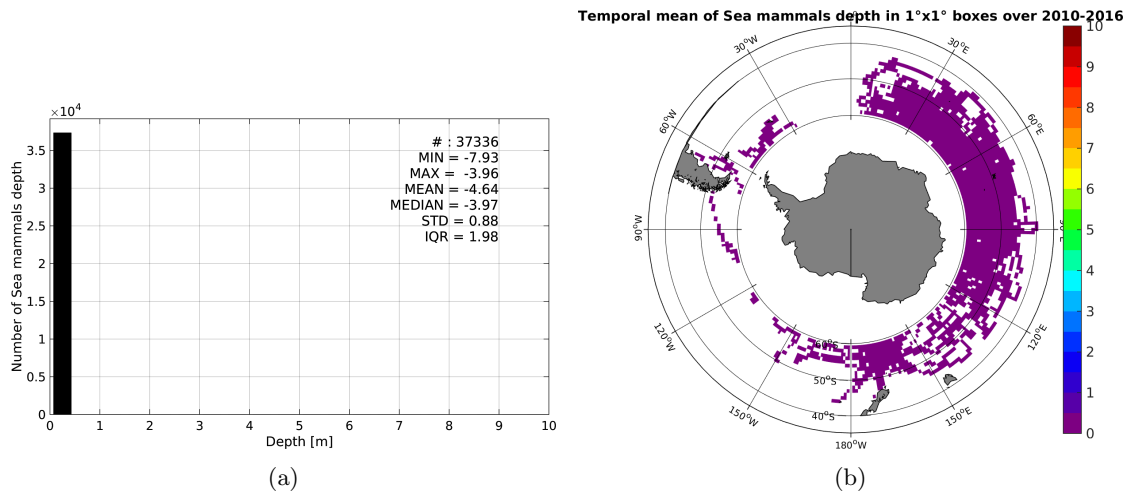 ×10⁴
3.5
3
2.5
2
1.5
1
0.5
0
0 1 2 3 4 5 6 7 8 9 10
Number of Sea mammals depth
Depth [m]
# : 37336
MIN = -7.93
MAX = -3.96
MEAN = -4.64
MEDIAN = -3.97
STD = 0.88
IQR = 1.98
(a)
Temporal mean of Sea mammals depth in 1°x1° boxes over 2010-2016
30°W
30°E
60°W
60°E
90°W
120°W
120°E
150°W
150°E
180°W
60°S
50°S
40°S
10
9
8
7
6
5
4
3
2
1
0
(b)